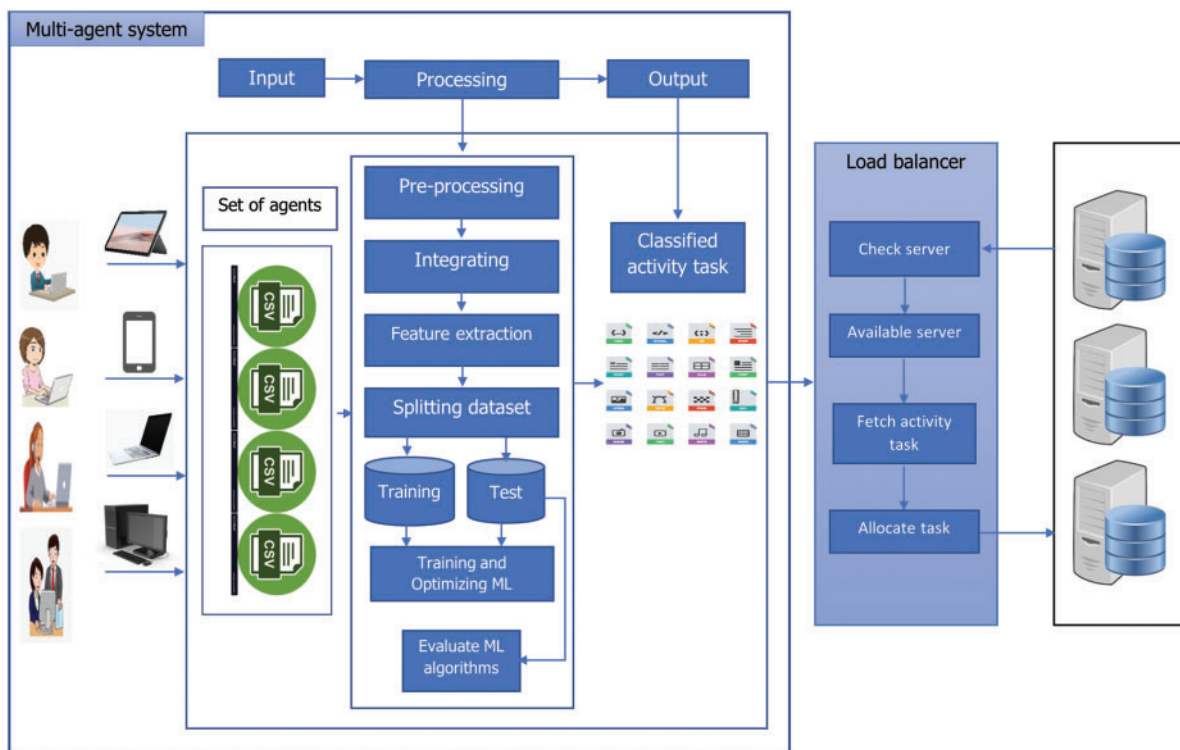 Multi-agent system
Input
Processing
Output
Set of agents
CSV
CSV
CSV
CSV
Pre-processing
Integrating
Feature extraction
Splitting dataset
Training
Test
Training and
Optimizing ML
Evaluate ML
algorithms
Classified
activity task
Load balancer
Check server
Available server
Fetch activity
task
Allocate task